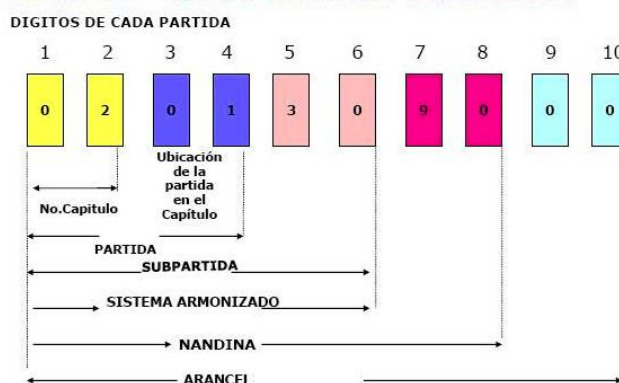 DIGITOS DE CADA PARTIDA
1 2 3 4 5 6 7 8 9 10
0 2 0 1 3 0 9 0 0 0
Ubicación
de la
partida
en el
Capítulo
No.Capitulo
PARTIDA
SUBPARTIDA
SISTEMA ARMONIZADO
NANDINA
ARANCEL